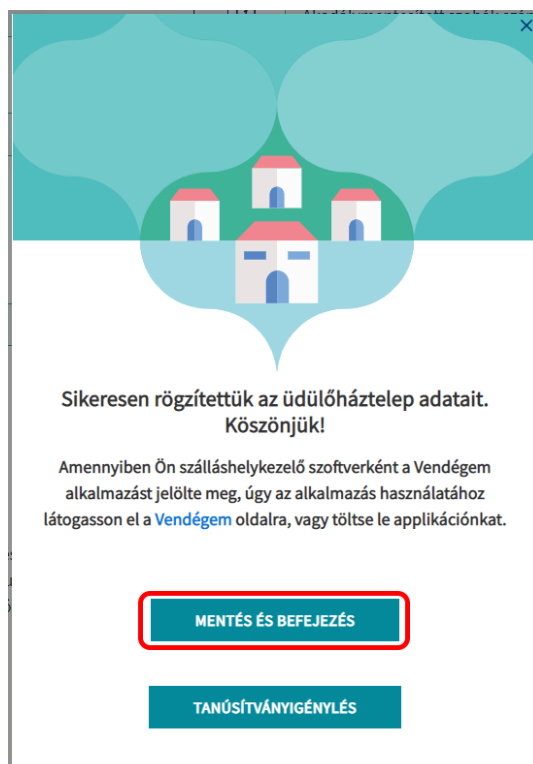 Sikeresen rögzítettük az üdülőháztelep adatait.
Köszönjük!
Amennyiben Ön szálláshelykezelő szoftverként a Vendégem
alkalmazást jelölte meg, úgy az alkalmazás használatához
látogasson el a Vendégem oldalra, vagy töltse le applikációnkat.
MENTÉS ÉS BEFEJEZÉS
TANÚSÍTVÁNYIGÉNYLÉS